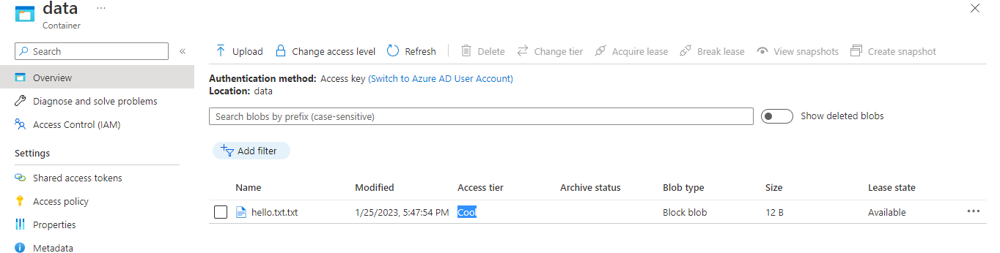 data ...
Container
Search «
Upload Change access level Refresh Delete Change tier Acquire lease Break lease View snapshots Create snapshot
Overview
Authentication method: Access key (Switch to Azure AD User Account)
Location: data
Diagnose and solve problems
Search blobs by prefix (case-sensitive) Show deleted blobs
Access Control (IAM)
Add filter
Settings
Shared access tokens
Name Modified Access tier Archive status Blob type Size Lease state
Access policy
hello.txt.txt 1/25/2023, 5:47:54 PM Cool Block blob 12 B Available ...
Properties
Metadata